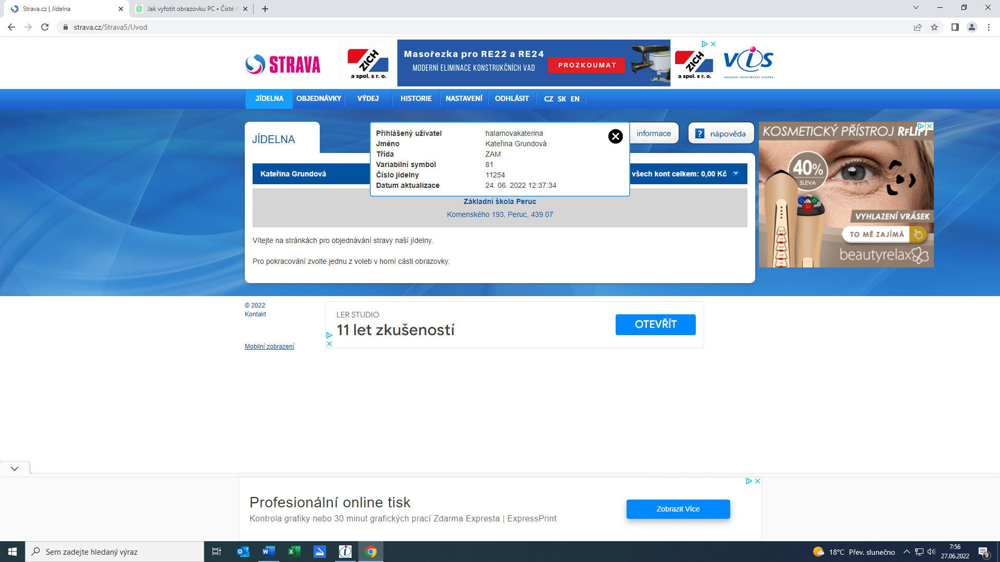 Strava.cz | Jídelna
Jak vyfotit obrazovku PC • Čisté
strava.cz/Strava5/Uvod
STRAVA
ZICH
a spol. s r. o.
Masořezka pro RE22 a RE24
MODERNÍ ELIMINACE KONSTRUKČNÍCH VAD
PROZKOUMAT
ZICH
a spol. s r. o.
vis
veřejná informační služba
JÍDELNA OBJEDNÁVKY VÝDEJ HISTORIE NASTAVENÍ ODHLÁSIT CZ SK EN
JÍDELNA
Přihlášený uživatel halamovakaterina
Jméno Kateřina Grundová
Třída ZAM
Variabilní symbol 81
Číslo jídelny 11254
Datum aktualizace 24. 06. 2022 12:37:34
informace
? nápověda
Kateřina Grundová
všech kont celkem: 0,00 Kč
Základní škola Peruc
Komenského 193, Peruc, 439 07
Vítejte na stránkách pro objednávání stravy naší jídelny.
Pro pokracování zvolte jednu z voleb v horní cásti obrazovky.
KOSMETICKÝ PŘÍSTROJ RFLIFT
40%
SLEVA
VYHLAZENÍ VRÁSEK
TO MĚ ZAJÍMÁ
beautyrelax
© 2022
Kontakt
Mobilní zobrazení
LER STUDIO
11 let zkušeností
OTEVŘÍT
Profesionální online tisk
Kontrola grafiky nebo 30 minut grafických prací Zdarma Expresta | ExpressPrint
Zobrazit Více
Sem zadejte hledaný výraz
18°C Přev. slunečno
7:56
27.06.2022
9